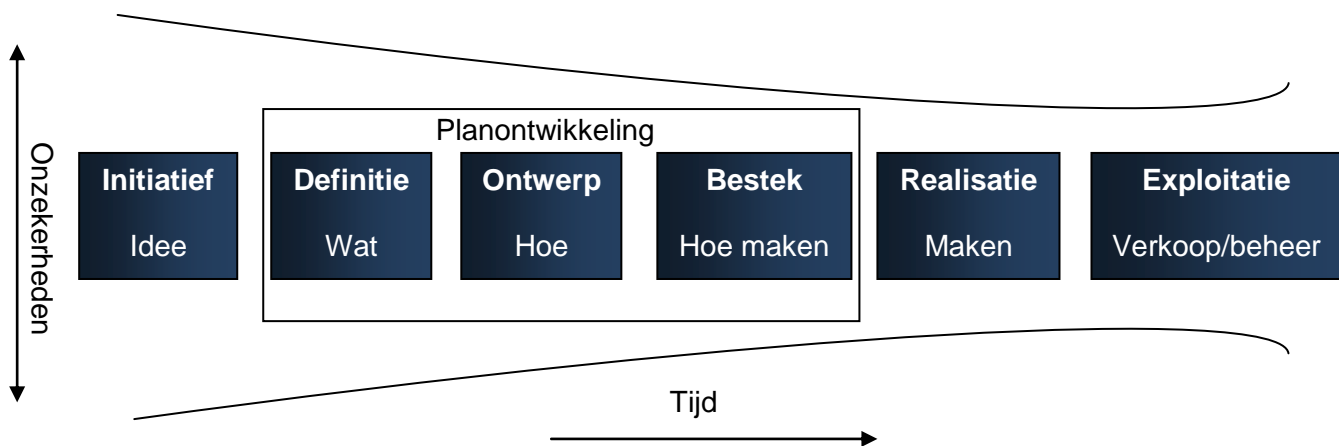 Planontwikkeling
Onzekerheden
Initiatief
Idee
Definitie
Wat
Ontwerp
Hoe
Bestek
Hoe maken
Realisatie
Maken
Exploitatie
Verkoop/beheer
Tijd